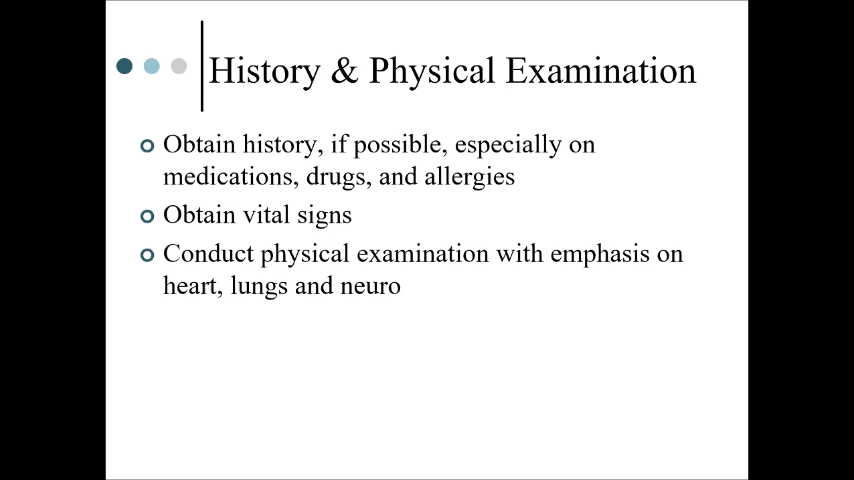 History & Physical Examination
Obtain history, if possible, especially on
medications, drugs, and allergies
Obtain vital signs
Conduct physical examination with emphasis on
heart, lungs and neuro